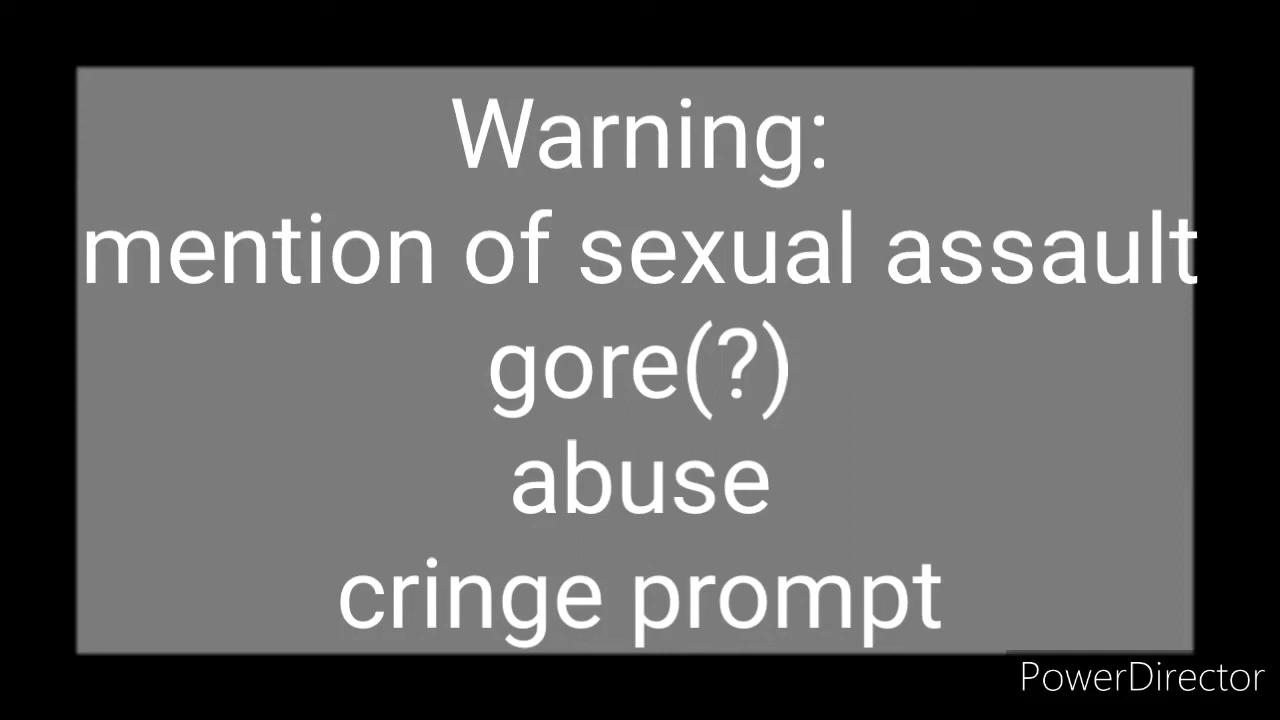 Warning:
mention of sexual assault
gore(?)
abuse
cringe prompt
PowerDirector